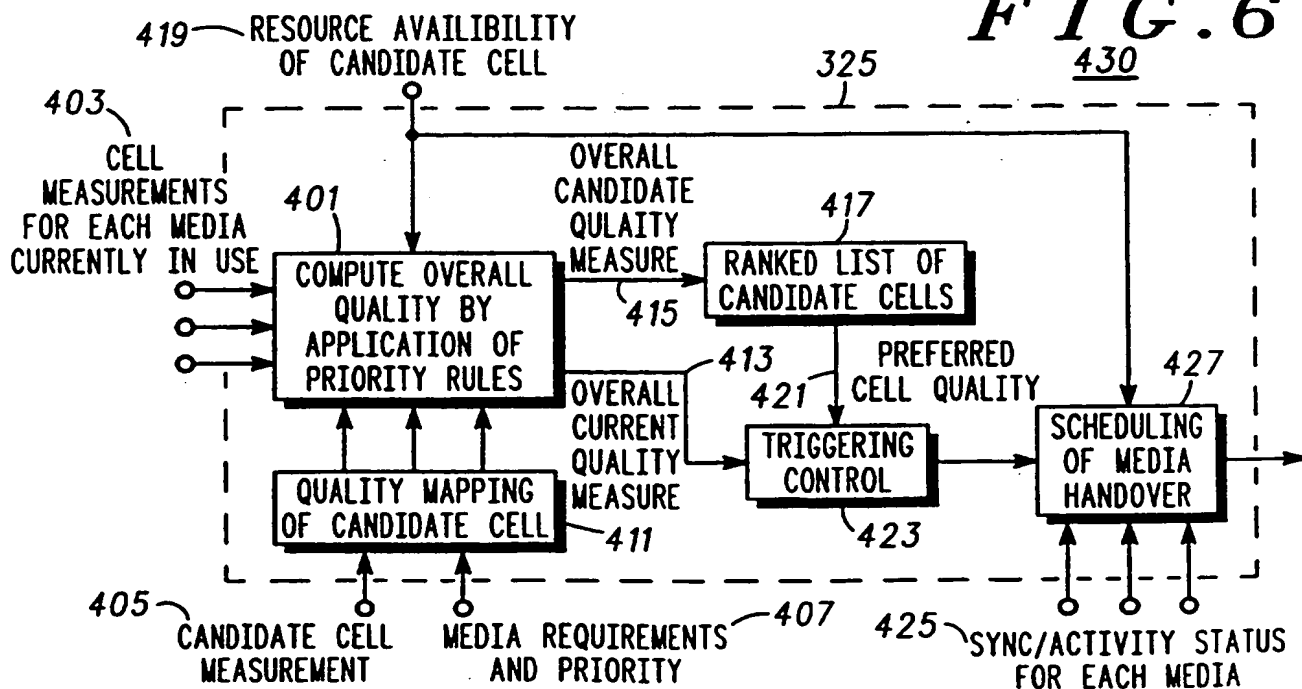 FIG.6
430
419
RESOURCE AVAILIBILITY
OF CANDIDATE CELL
325
403
CELL
MEASUREMENTS
FOR EACH MEDIA
CURRENTLY IN USE
401
COMPUTE OVERALL
QUALITY BY
APPLICATION OF
PRIORITY RULES
OVERALL
CANDIDATE
QULAITY
MEASURE
415
417
RANKED LIST OF
CANDIDATE CELLS
413
OVERALL
CURRENT
QUALITY
MEASURE
421
PREFERRED
CELL QUALITY
TRIGGERING
CONTROL
423
427
SCHEDULING
OF MEDIA
HANDOVER
QUALITY MAPPING
OF CANDIDATE CELL
411
405
CANDIDATE CELL
MEASUREMENT
407
MEDIA REQUIREMENTS
AND PRIORITY
425
SYNC/ACTIVITY STATUS
FOR EACH MEDIA